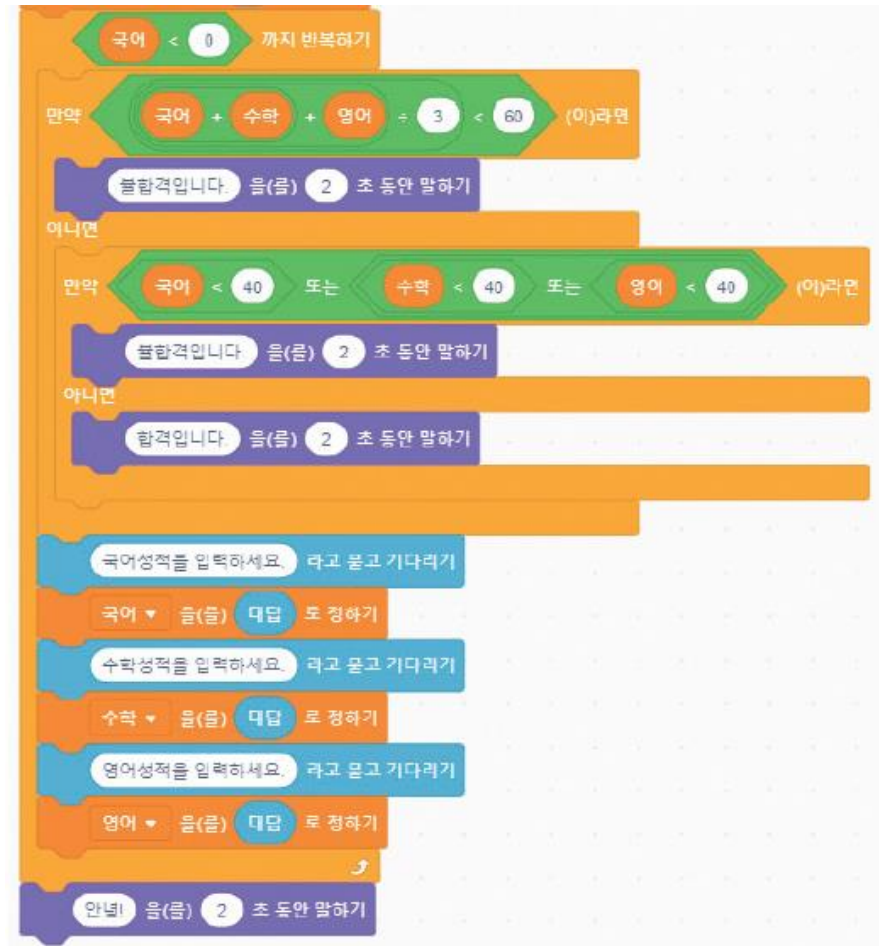 국어 < 0 까지 반복하기
만약 국어 + 수학 + 영어 ÷ 3 < 60 (이)라면
불합격입니다. 을(를) 2 초 동안 말하기
아니면
만약 국어 < 40 또는 수학 < 40 또는 영어 < 40 (이)라면
불합격입니다 을(를) 2 초 동안 말하기
아니면
합격입니다. 을(를) 2 초 동안 말하기
국어성적을 입력하세요. 라고 묻고 기다리기
국어 ▼ 을(를) 대답 로 정하기
수학성적을 입력하세요. 라고 묻고 기다리기
수학 ▼ 을(를) 대답 로 정하기
영어성적을 입력하세요. 라고 묻고 기다리기
영어 ▼ 을(를) 대답 로 정하기
안녕! 을(를) 2 초 동안 말하기